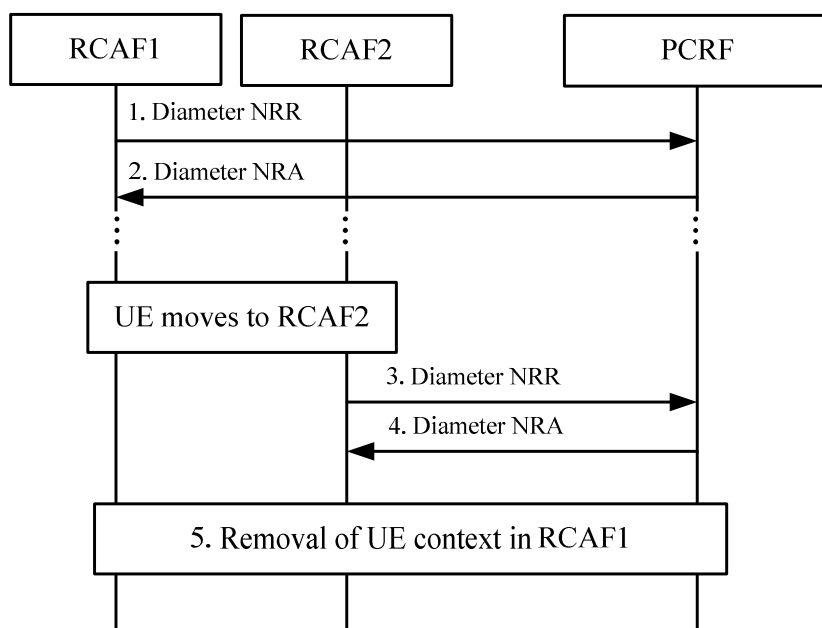 RCAF1
RCAF2
PCRF
1. Diameter NRR
2. Diameter NRA
UE moves to RCAF2
3. Diameter NRR
4. Diameter NRA
5. Removal of UE context in RCAF1